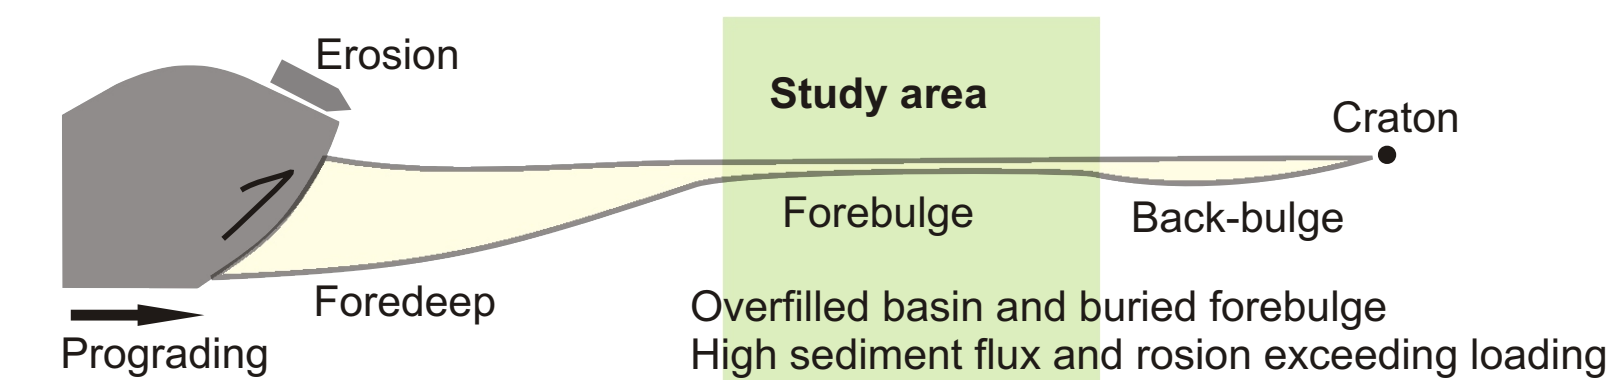 Erosion
Study area
Craton
Forebulge
Back-bulge
Foredeep
Overfilled basin and buried forebulge
Prograding
High sediment flux and rosion exceeding loading